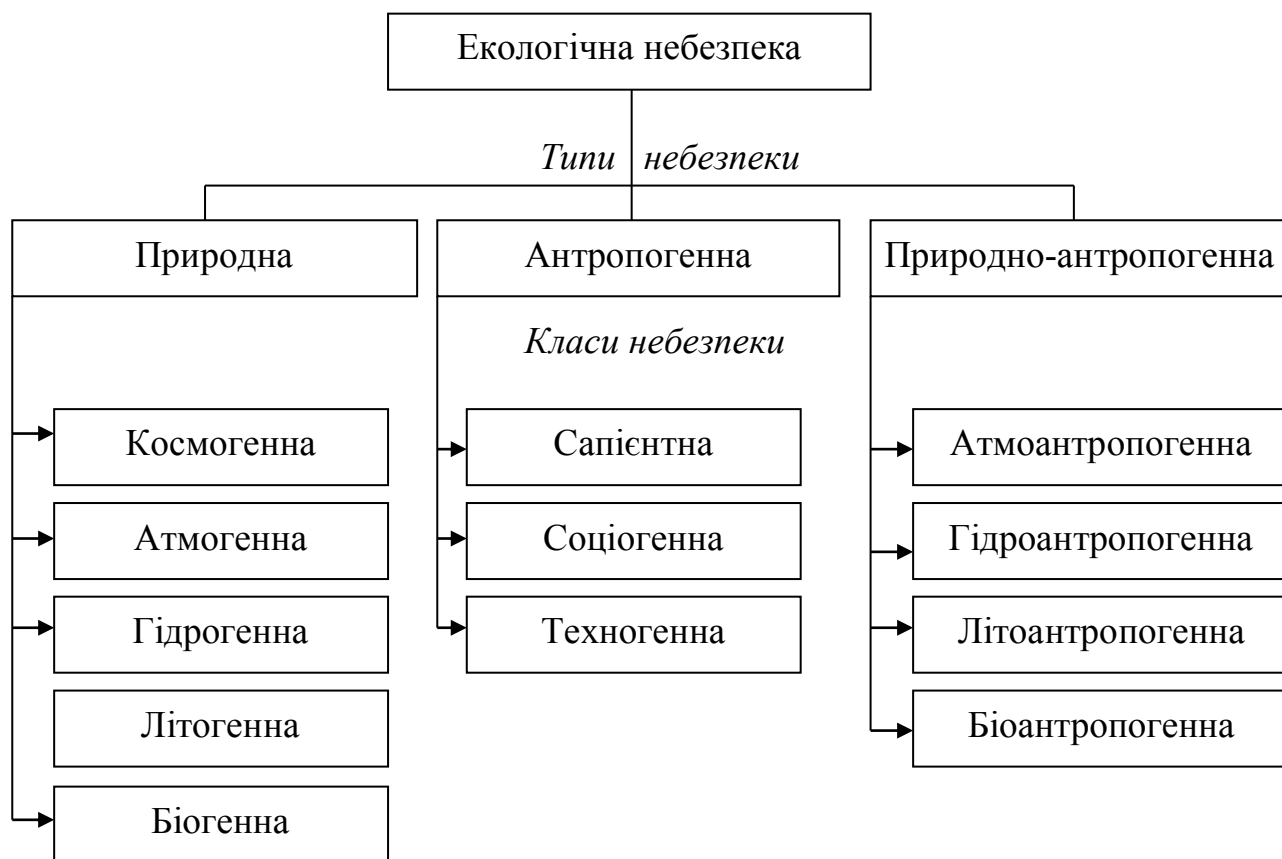 Екологічна небезпека
Типи небезпеки
Природна
Антропогенна
Природно-антропогенна
Класи небезпеки
Космогенна
Атмогенна
Гідрогенна
Літогенна
Біогенна
Сапієнтна
Соціогенна
Техногенна
Атмоантропогенна
Гідроантропогенна
Літоантропогенна
Біоантропогенна